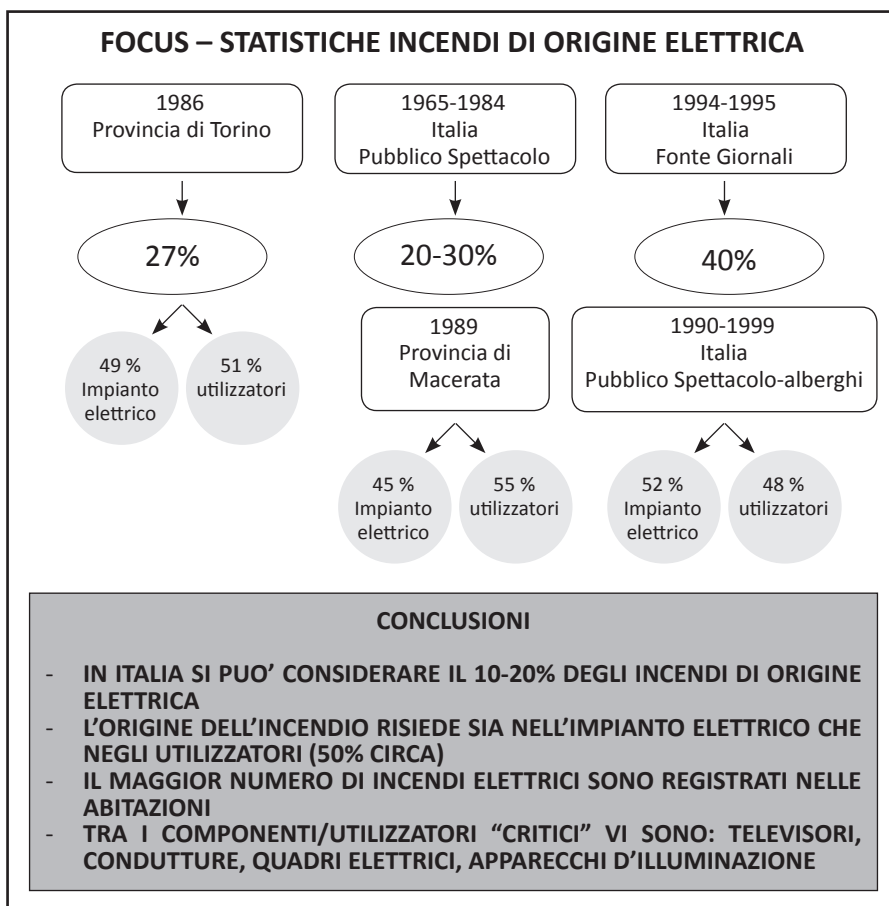 FOCUS – STATISTICHE INCENDI DI ORIGINE ELETTRICA
1986
Provincia di Torino
27%
49 %
Impianto
elettrico
51 %
utilizzatori
1965-1984
Italia
Pubblico Spettacolo
20-30%
1989
Provincia di
Macerata
45 %
Impianto
elettrico
55 %
utilizzatori
1994-1995
Italia
Fonte Giornali
40%
1990-1999
Italia
Pubblico Spettacolo-alberghi
52 %
Impianto
elettrico
48 %
utilizzatori
CONCLUSIONI
- IN ITALIA SI PUO’ CONSIDERARE IL 10-20% DEGLI INCENDI DI ORIGINE
ELETTRICA
- L’ORIGINE DELL’INCENDIO RISIEDE SIA NELL’IMPIANTO ELETTRICO CHE
NEGLI UTILIZZATORI (50% CIRCA)
- IL MAGGIOR NUMERO DI INCENDI ELETTRICI SONO REGISTRATI NELLE
ABITAZIONI
- TRA I COMPONENTI/UTILIZZATORI “CRITICI” VI SONO: TELEVISORI,
CONDUTTURE, QUADRI ELETTRICI, APPARECCHI D’ILLUMINAZIONE